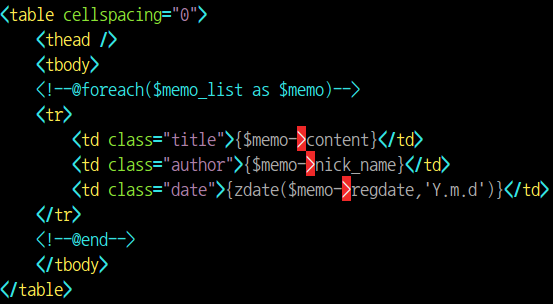 <table cellspacing="0">
    <thead />
    <tbody>
    <!--@foreach($memo_list as $memo)-->
    <tr>
        <td class="title">{$memo->content}</td>
        <td class="author">{$memo->nick_name}</td>
        <td class="date">{zdate($memo->regdate,'Y.m.d')}</td>
    </tr>
    <!--@end-->
    </tbody>
</table>